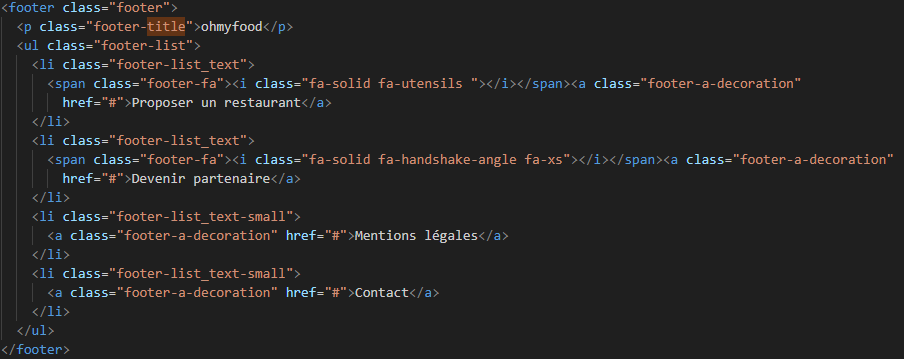 <footer class="footer">
<p class="footer-title">ohmyfood</p>
<ul class="footer-list">
<li class="footer-list_text">
<span class="footer-fa"><i class="fa-solid fa-utensils "></i></span><a class="footer-a-decoration"
href="#">Proposer un restaurant</a>
</li>
<li class="footer-list_text">
<span class="footer-fa"><i class="fa-solid fa-handshake-angle fa-xs"></i></span><a class="footer-a-decoration"
href="#">Devenir partenaire</a>
</li>
<li class="footer-list_text-small">
<a class="footer-a-decoration" href="#">Mentions légales</a>
</li>
<li class="footer-list_text-small">
<a class="footer-a-decoration" href="#">Contact</a>
</li>
</ul>
</footer>